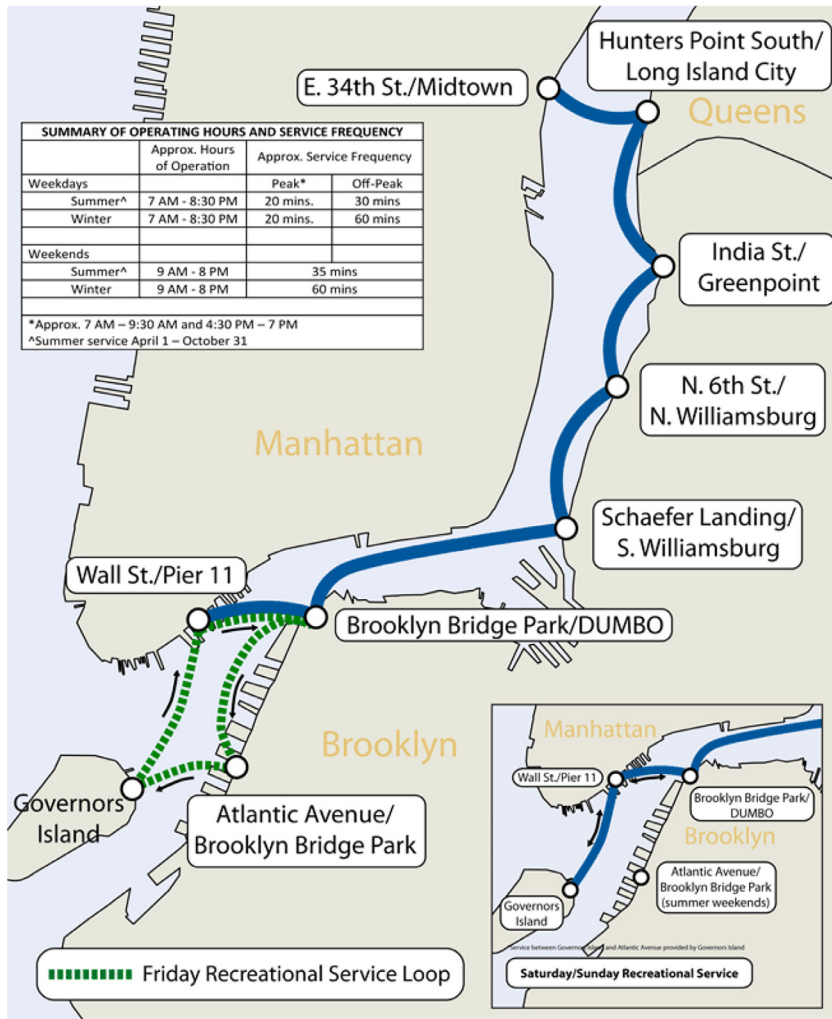 Hunters Point South/
Long Island City
E. 34th St./Midtown
Queens
SUMMARY OF OPERATING HOURS AND SERVICE FREQUENCY
Approx. Hours of Operation Approx. Service Frequency
Weekdays Peak* Off-Peak
Summer^ 7 AM - 8:30 PM 20 mins. 30 mins
Winter 7 AM - 8:30 PM 20 mins. 60 mins
Weekends
Summer^ 9 AM - 8 PM 35 mins
Winter 9 AM - 8 PM 60 mins
*Approx. 7 AM – 9:30 AM and 4:30 PM – 7 PM
^Summer service April 1 – October 31
India St./
Greenpoint
N. 6th St./
N. Williamsburg
Manhattan
Schaefer Landing/
S. Williamsburg
Wall St./Pier 11
Brooklyn Bridge Park/DUMBO
Brooklyn
Governors
Island
Atlantic Avenue/
Brooklyn Bridge Park
Friday Recreational Service Loop
Manhattan
Wall St./Pier 11
Brooklyn Bridge Park/
DUMBO
Brooklyn
Atlantic Avenue/
Brooklyn Bridge Park
(summer weekends)
Governors
Island
Service between Governors Island and Atlantic Avenue provided by Governors Island
Saturday/Sunday Recreational Service